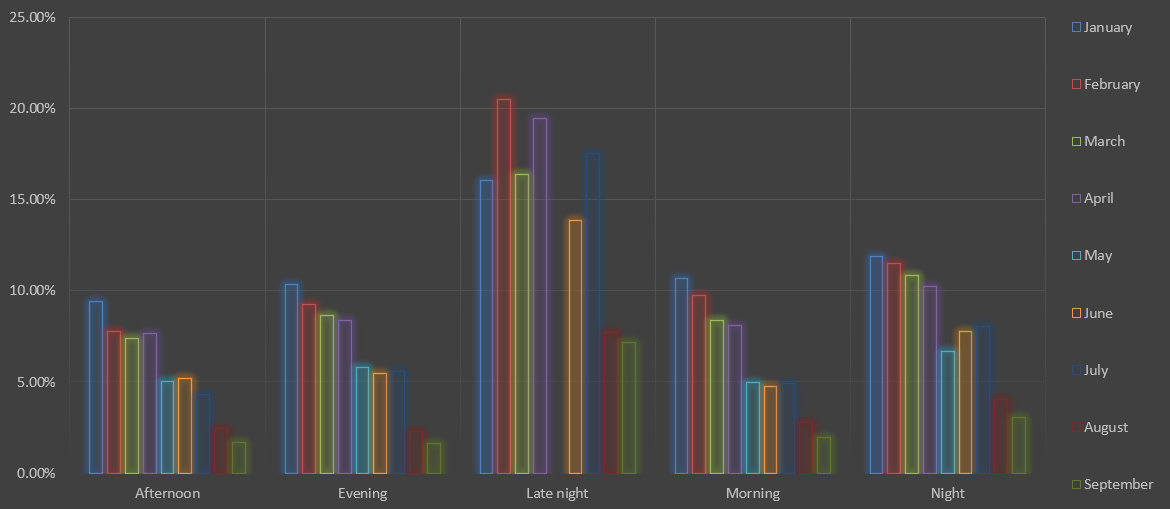 25.00%
20.00%
15.00%
10.00%
5.00%
0.00%
Afternoon
Evening
Late night
Morning
Night
January
February
March
April
May
June
July
August
September